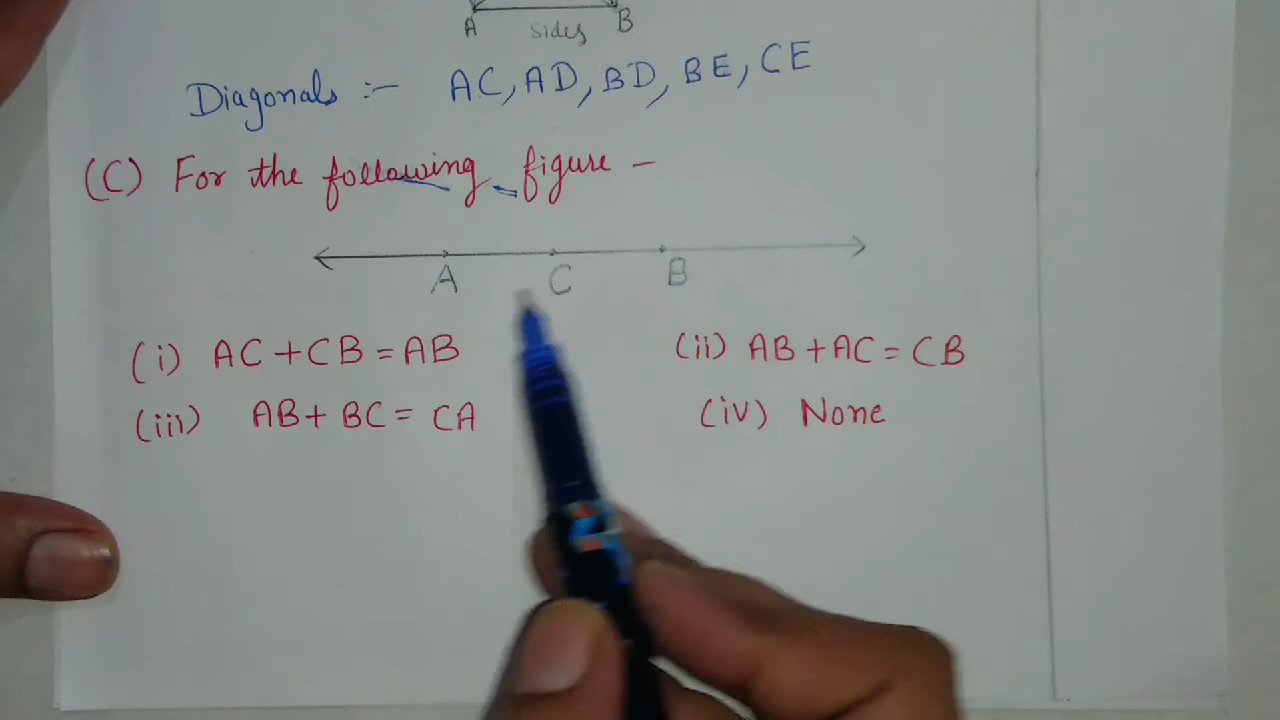 A sides B
Diagonals :- AC, AD, BD, BE, CE
(C) For the following figure -
A C B
(i) AC + CB = AB (ii) AB + AC = CB
(iii) AB + BC = CA (iv) None